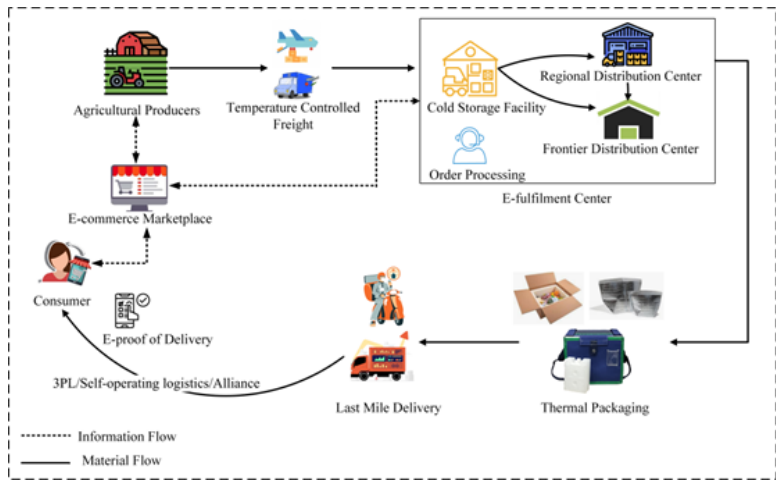 Agricultural Producers
Temperature Controlled
Freight
Cold Storage Facility
Regional Distribution Center
Frontier Distribution Center
Order Processing
E-fulfilment Center
E-commerce Marketplace
Consumer
E-proof of Delivery
3PL/Self-operating logistics/Alliance
Last Mile Delivery
Thermal Packaging
Information Flow
Material Flow